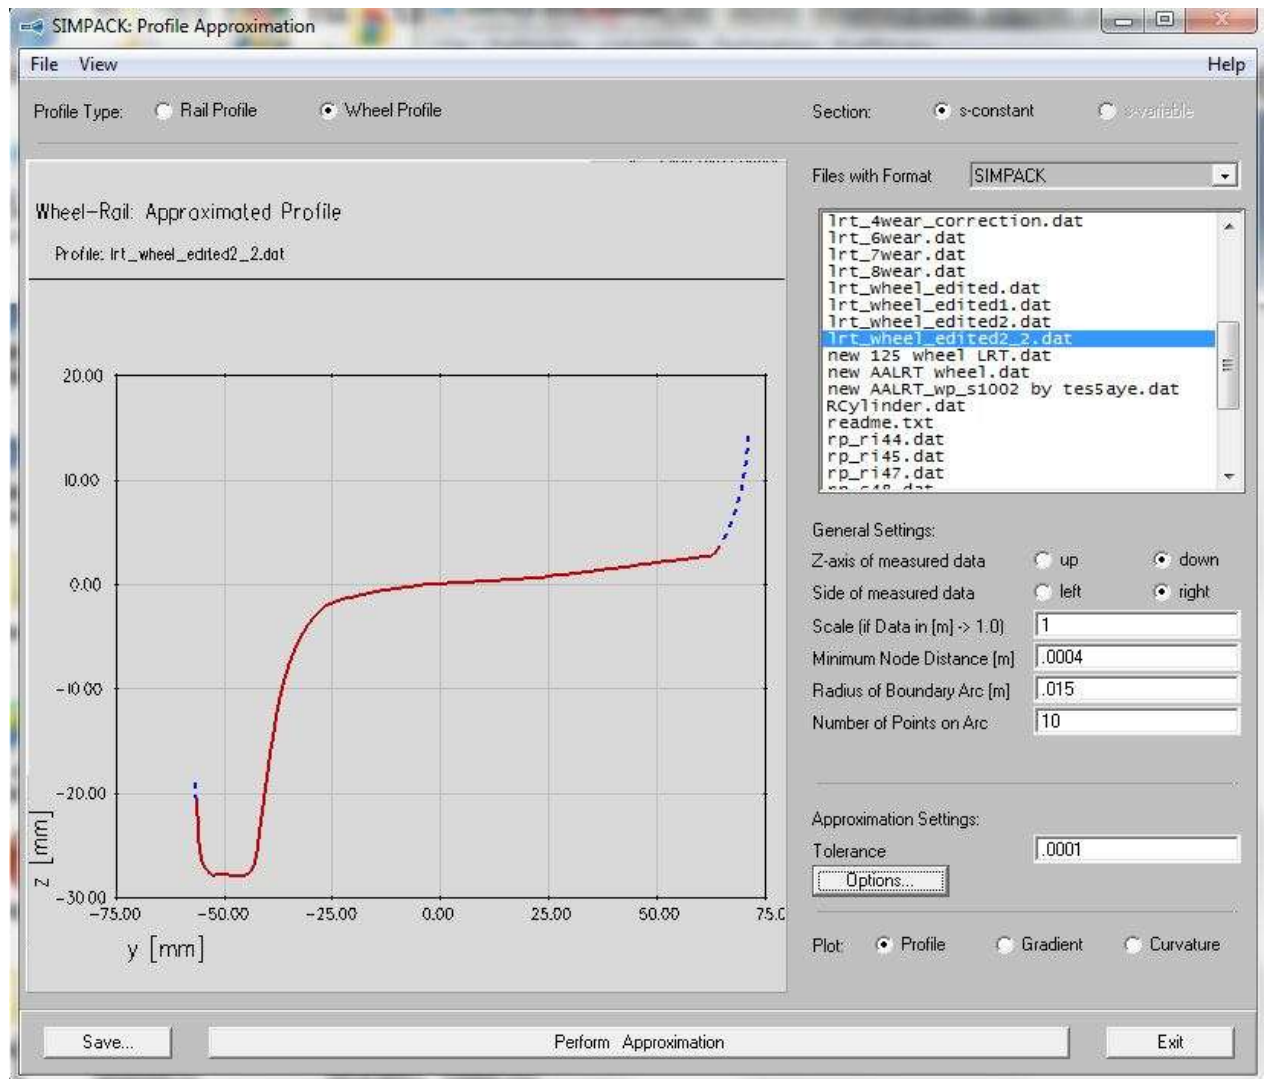 SIMPACK: Profile Approximation
File View Help
Profile Type: Rail Profile Wheel Profile Section: s-constant s-variable
Files with Format SIMPACK
Wheel-Rail: Approximated Profile
Profile: lrt_wheel_edited2_2.dat
lrt_4wear_correction.dat
lrt_6wear.dat
lrt_7wear.dat
lrt_8wear.dat
lrt_wheel_edited.dat
lrt_wheel_edited1.dat
lrt_wheel_edited2.dat
lrt_wheel_edited2_2.dat
new 125 wheel LRT.dat
new AALRT wheel.dat
new AALRT_wp_s1002 by tes5aye.dat
RCylinder.dat
readme.txt
rp_ri44.dat
rp_ri45.dat
rp_ri47.dat
20.00
10.00
0.00
-10.00
-20.00
-30.00
z [mm]
-75.00 -50.00 -25.00 0.00 25.00 50.00 75.0
y [mm]
General Settings:
Z-axis of measured data up down
Side of measured data left right
Scale (if Data in [m] -> 1.0) 1
Minimum Node Distance [m] .0004
Radius of Boundary Arc [m] .015
Number of Points on Arc 10
Approximation Settings:
Tolerance .0001
Options...
Plot: Profile Gradient Curvature
Save... Perform Approximation Exit